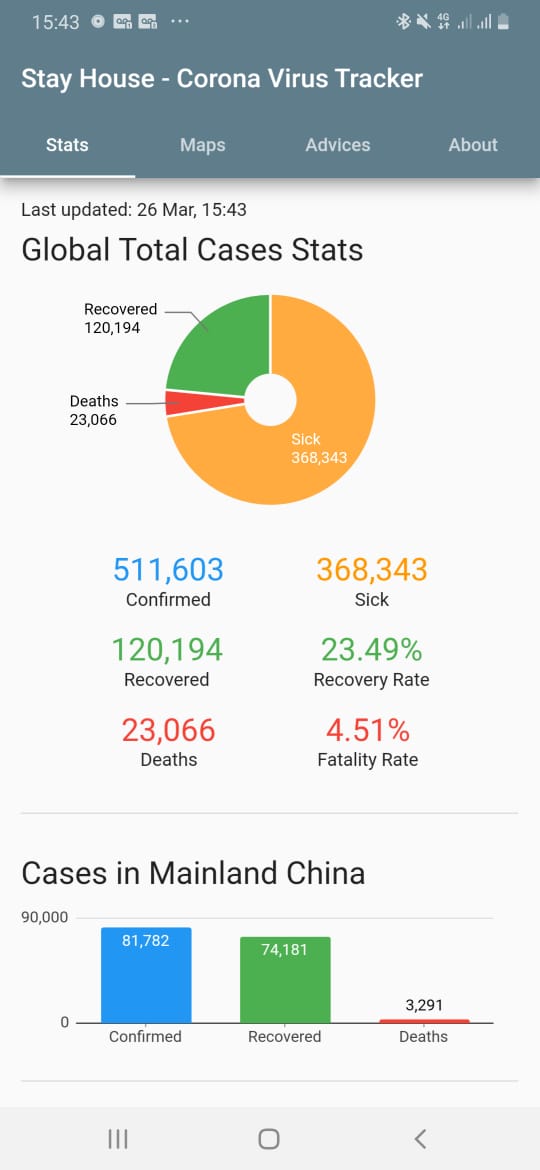 15:43
4G
Stay House - Corona Virus Tracker
Stats Maps Advices About
Last updated: 26 Mar, 15:43
Global Total Cases Stats
Recovered
120,194
Deaths
23,066
Sick
368,343
511,603 368,343
Confirmed Sick
120,194 23.49%
Recovered Recovery Rate
23,066 4.51%
Deaths Fatality Rate
Cases in Mainland China
90,000
81,782
74,181
3,291
0
Confirmed Recovered Deaths